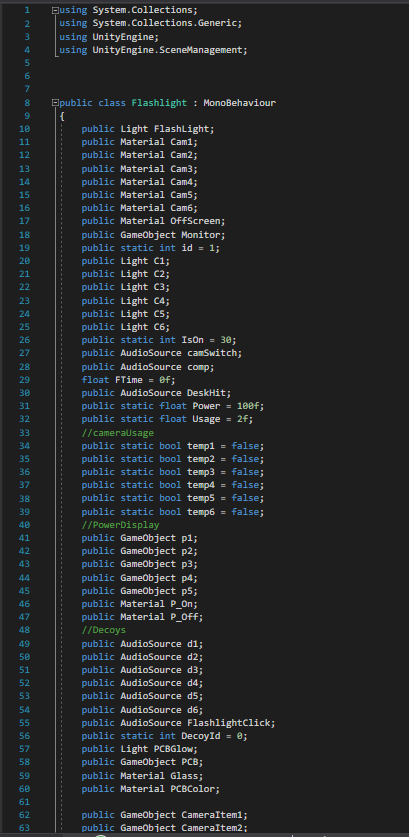 1 using System.Collections;
2 using System.Collections.Generic;
3 using UnityEngine;
4 using UnityEngine.SceneManagement;
5
6
7
8 public class Flashlight : MonoBehaviour
9 {
10 public Light FlashLight;
11 public Material Cam1;
12 public Material Cam2;
13 public Material Cam3;
14 public Material Cam4;
15 public Material Cam5;
16 public Material Cam6;
17 public Material OffScreen;
18 public GameObject Monitor;
19 public static int id = 1;
20 public Light C1;
21 public Light C2;
22 public Light C3;
23 public Light C4;
24 public Light C5;
25 public Light C6;
26 public static int IsOn = 30;
27 public AudioSource camSwitch;
28 public AudioSource comp;
29 float FTime = 0f;
30 public AudioSource DeskHit;
31 public static float Power = 100f;
32 public static float Usage = 2f;
33 //cameraUsage
34 public static bool temp1 = false;
35 public static bool temp2 = false;
36 public static bool temp3 = false;
37 public static bool temp4 = false;
38 public static bool temp5 = false;
39 public static bool temp6 = false;
40 //PowerDisplay
41 public GameObject p1;
42 public GameObject p2;
43 public GameObject p3;
44 public GameObject p4;
45 public GameObject p5;
46 public Material P_On;
47 public Material P_Off;
48 //Decoys
49 public AudioSource d1;
50 public AudioSource d2;
51 public AudioSource d3;
52 public AudioSource d4;
53 public AudioSource d5;
54 public AudioSource d6;
55 public AudioSource FlashlightClick;
56 public static int DecoyId = 0;
57 public Light PCBGlow;
58 public GameObject PCB;
59 public Material Glass;
60 public Material PCBColor;
61
62 public GameObject CameraItem1;
63 public GameObject CameraItem2;